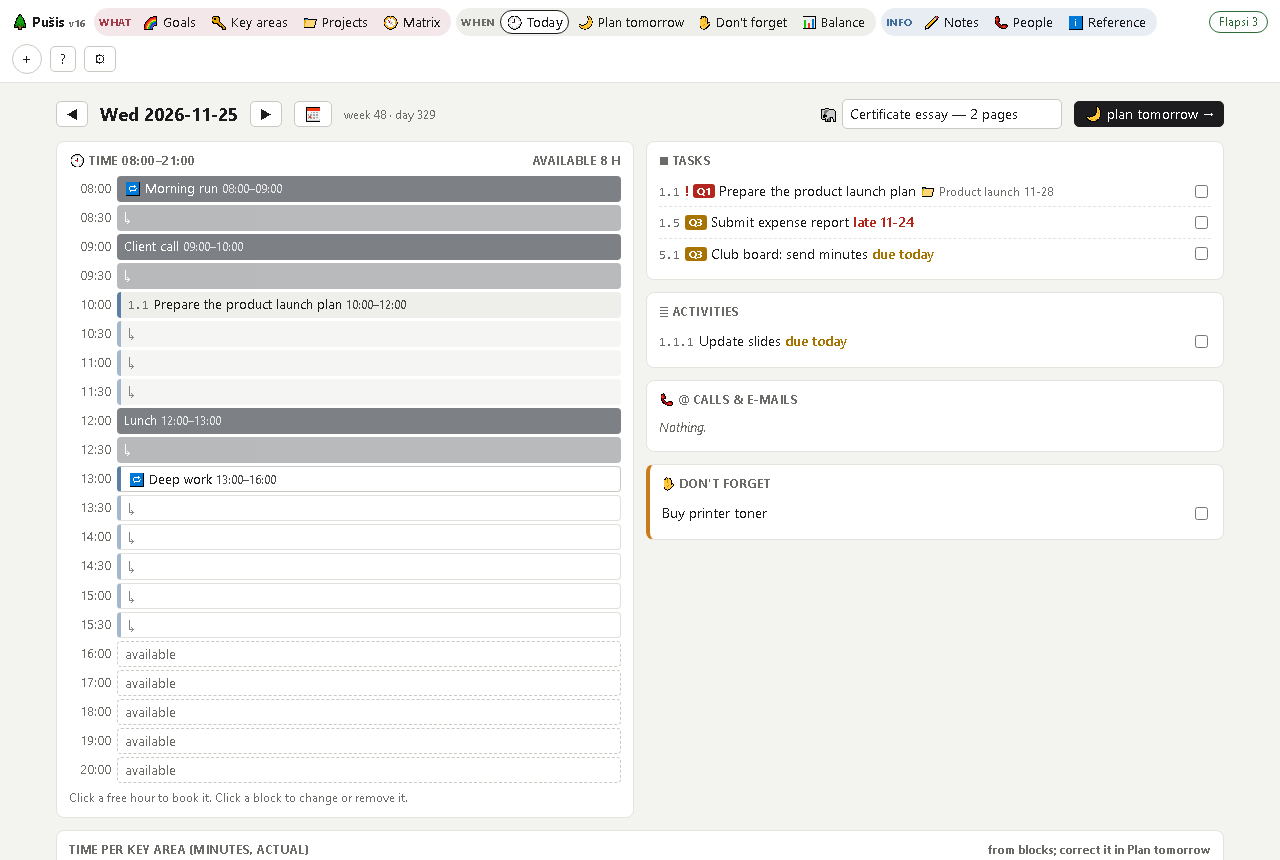 Pušis v16 WHAT Goals Key areas Projects Matrix WHEN Today Plan tomorrow Don't forget Balance INFO Notes People Reference Flapsi 3
+ ?
Wed 2026-11-25 week 48 · day 329 Certificate essay — 2 pages plan tomorrow →
TIME 08:00–21:00 AVAILABLE 8 H
08:00 Morning run 08:00–09:00
08:30 ↳
09:00 Client call 09:00–10:00
09:30 ↳
10:00 1.1 Prepare the product launch plan 10:00–12:00
10:30 ↳
11:00 ↳
11:30 ↳
12:00 Lunch 12:00–13:00
12:30 ↳
13:00 Deep work 13:00–16:00
13:30 ↳
14:00 ↳
14:30 ↳
15:00 ↳
15:30 ↳
16:00 available
17:00 available
18:00 available
19:00 available
20:00 available
Click a free hour to book it. Click a block to change or remove it.
TASKS
1.1 ! Q1 Prepare the product launch plan Product launch 11-28
1.5 Q3 Submit expense report late 11-24
5.1 Q3 Club board: send minutes due today
ACTIVITIES
1.1.1 Update slides due today
@ CALLS & E-MAILS
Nothing.
DON'T FORGET
Buy printer toner
TIME PER KEY AREA (MINUTES, ACTUAL) from blocks; correct it in Plan tomorrow